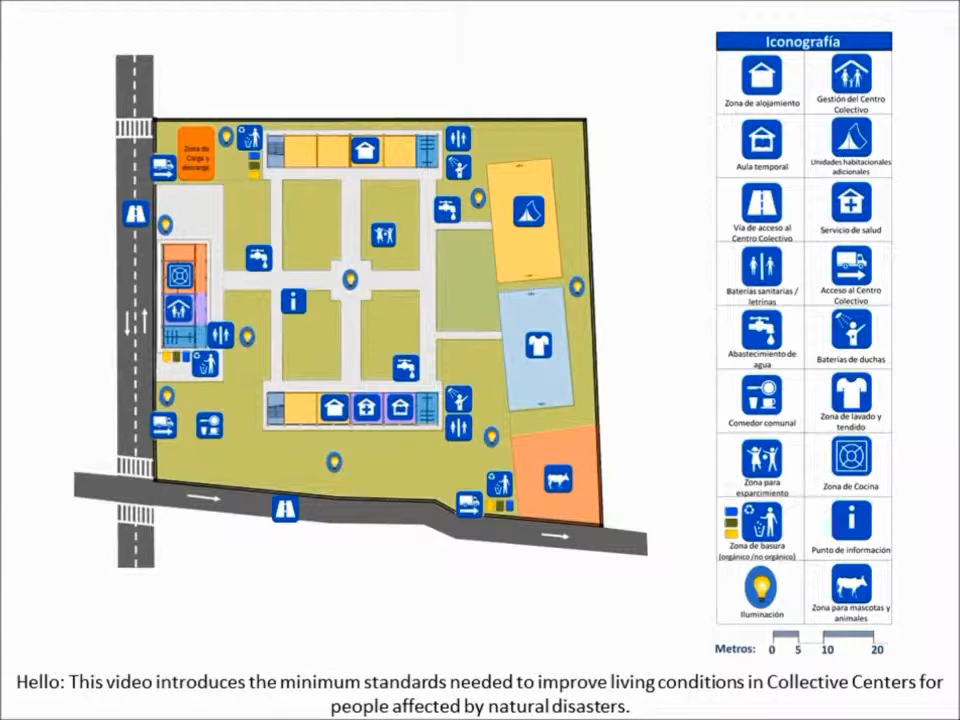 Iconografía
Zona de alojamiento
Gestión del Centro
Colectivo
Aula temporal
Unidades habitacionales
adicionales
Vía de acceso al
Centro Colectivo
Servicio de salud
Baterías sanitarias /
letrinas
Acceso al Centro
Colectivo
Abastecimiento de
agua
Baterías de duchas
Comedor comunal
Zona de lavado y
tendido
Zona para
esparcimiento
Zona de Cocina
Zona de basura
(orgánico /no orgánico)
Punto de información
Iluminación
Zona para mascotas y
animales
Metros: 0 5 10 20
Zona de
Carga y
descarga
Hello: This video introduces the minimum standards needed to improve living conditions in Collective Centers for
people affected by natural disasters.